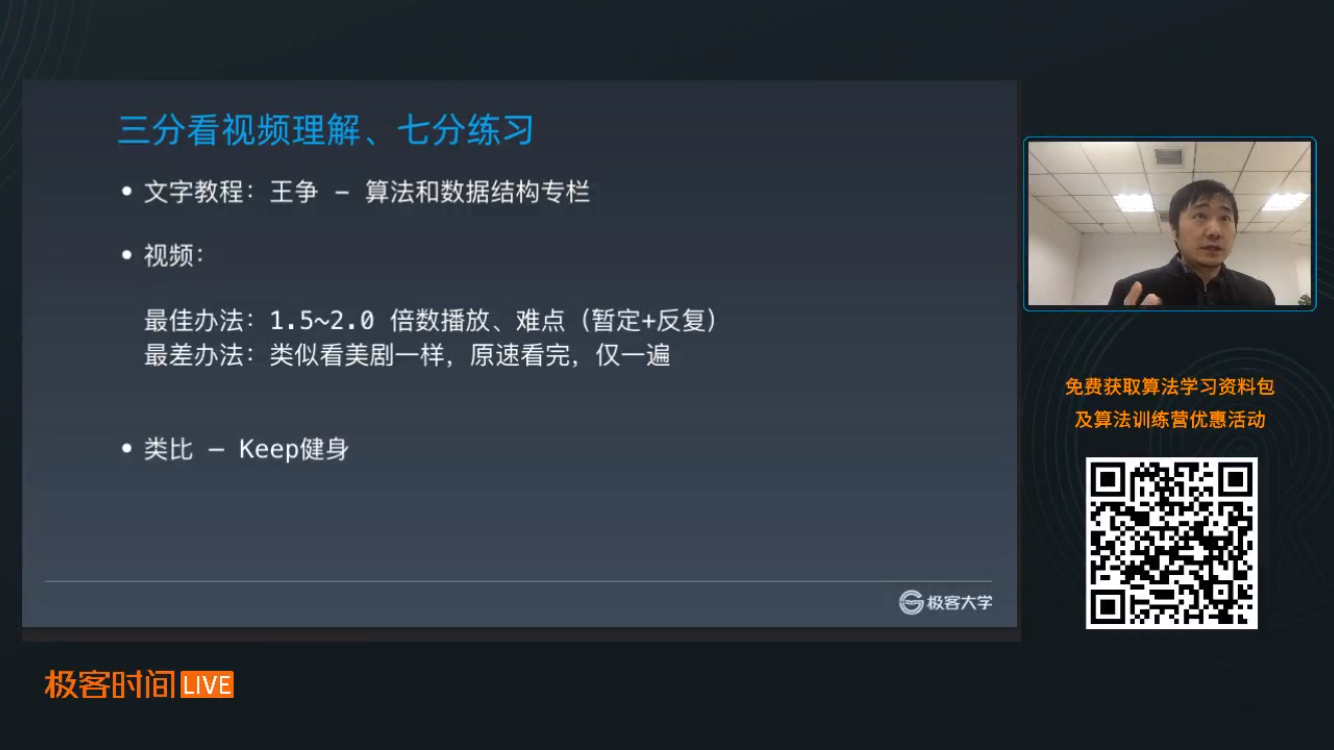 三分看视频理解、七分练习
• 文字教程：王争 – 算法和数据结构专栏
• 视频：
最佳办法：1.5~2.0 倍数播放、难点（暂定+反复）
最差办法：类似看美剧一样，原速看完，仅一遍
• 类比 – Keep健身
极客大学
免费获取算法学习资料包
及算法训练营优惠活动
极客时间 LIVE